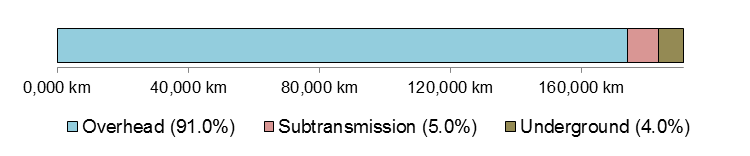 0,000 km 40,000 km 80,000 km 120,000 km 160,000 km
Overhead (91.0%) Subtransmission (5.0%) Underground (4.0%)